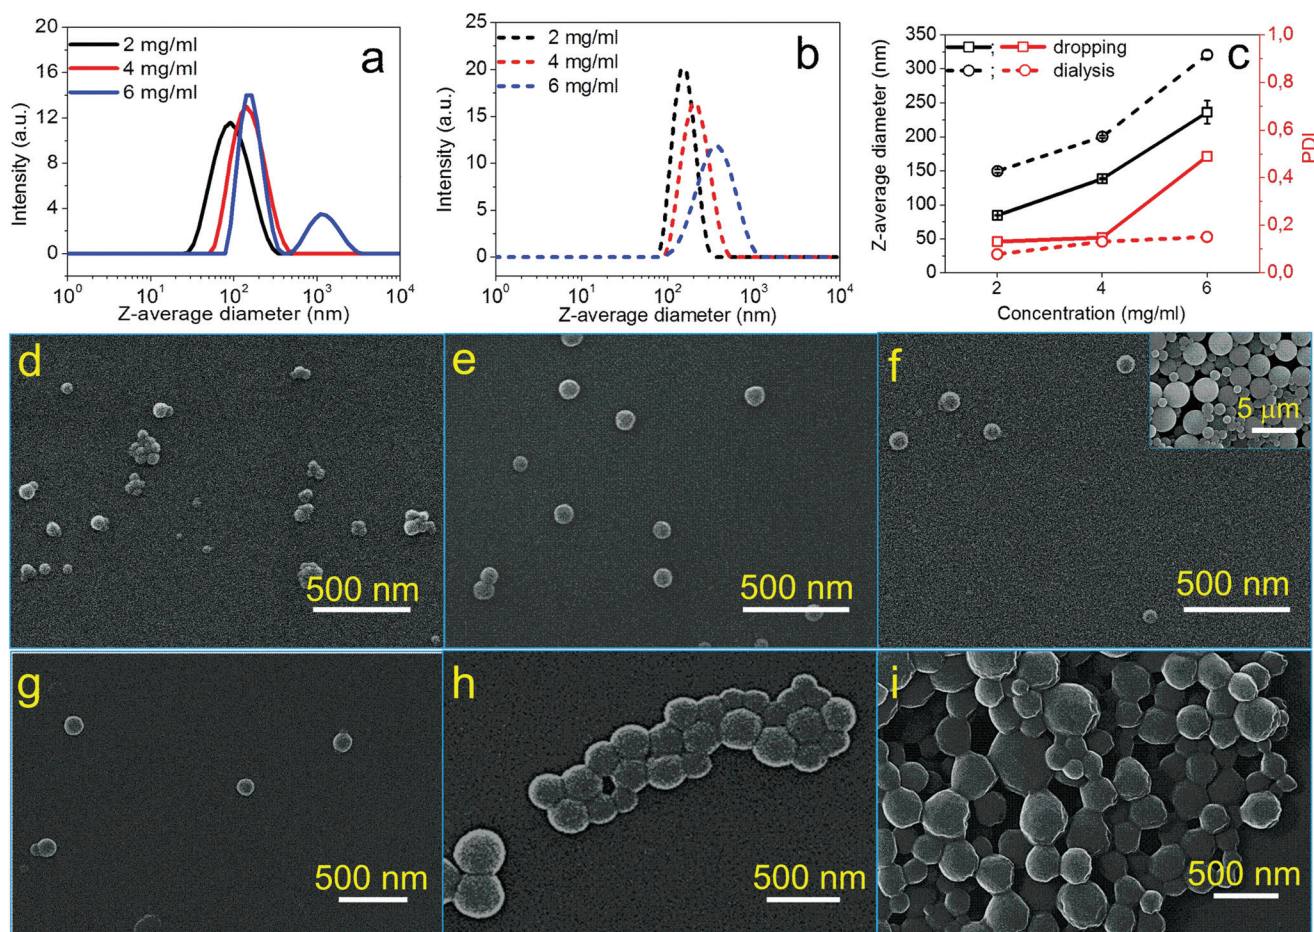 20
16
12
8
4
0
Intensity (a.u.)
2 mg/ml
4 mg/ml
6 mg/ml
a
10⁰ 10¹ 10² 10³ 10⁴
Z-average diameter (nm)
25
20
15
10
5
0
Intensity (a.u.)
2 mg/ml
4 mg/ml
6 mg/ml
b
10⁰ 10¹ 10² 10³ 10⁴
Z-average diameter (nm)
350
300
250
200
150
100
50
0
Z-average diameter (nm)
; dropping
; dialysis
c
1,0
0,8
0,6
0,4
0,2
0,0
PDI
2 4 6
Concentration (mg/ml)
d
500 nm
e
500 nm
f
5 μm
500 nm
g
500 nm
h
500 nm
i
500 nm